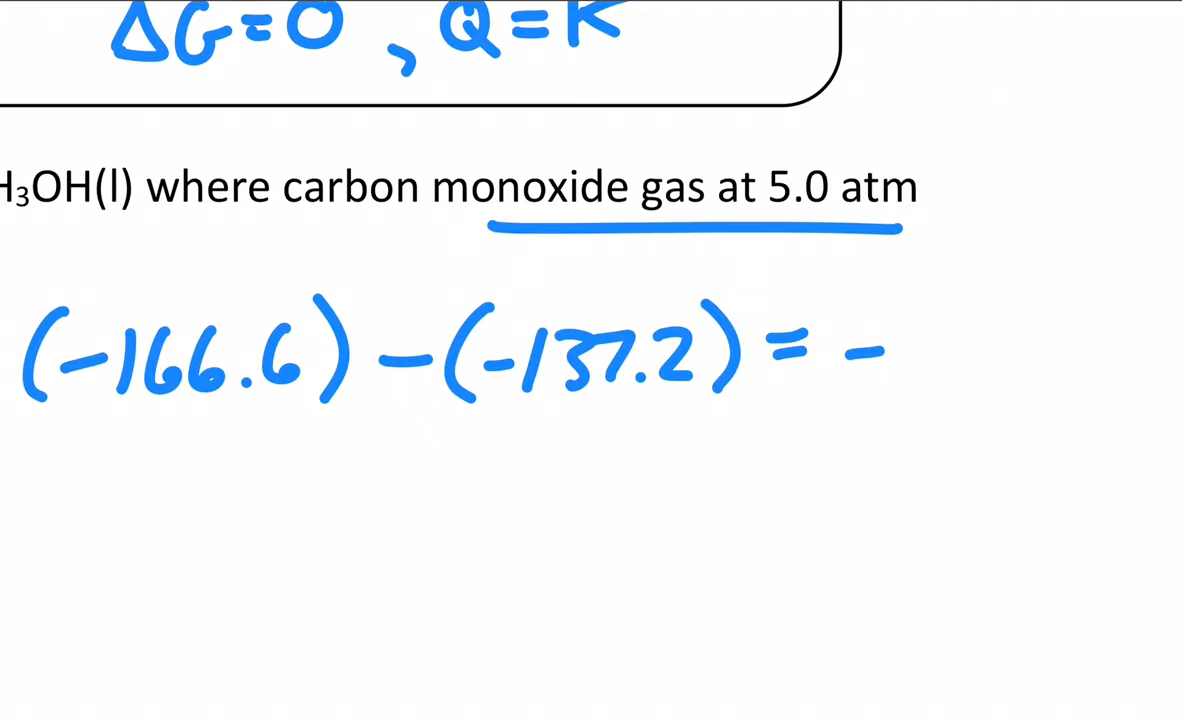 ΔG=0 , Q=K
H₃OH(l) where carbon monoxide gas at 5.0 atm
(-166.6) - (-137.2) = -